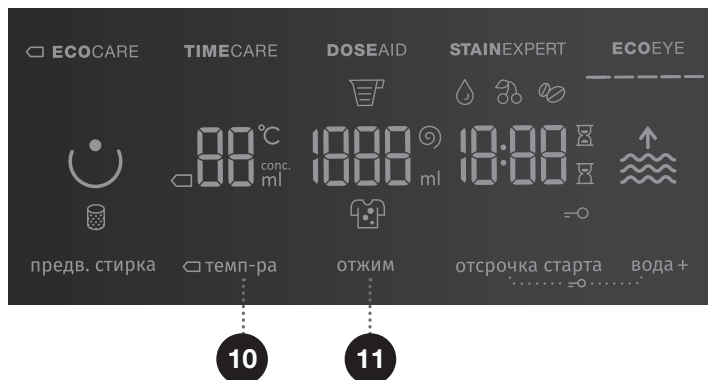 ECOCARE TIMECARE DOSEAID STAINEXPERT ECOEYE
88 °C 1888 18:88
conc.
ml ml
предв. стирка темп-ра отжим отсрочка старта вода +
10 11